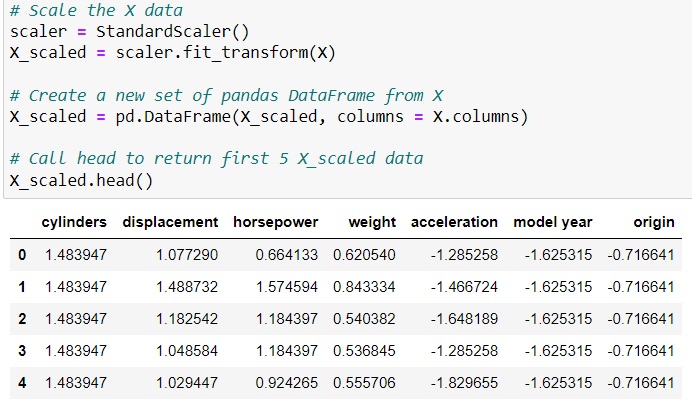 # Scale the X data
scaler = StandardScaler()
X_scaled = scaler.fit_transform(X)
# Create a new set of pandas DataFrame from X
X_scaled = pd.DataFrame(X_scaled, columns = X.columns)
# Call head to return first 5 X_scaled data
X_scaled.head()
cylinders displacement horsepower weight acceleration model year origin
0 1.483947 1.077290 0.664133 0.620540 -1.285258 -1.625315 -0.716641
1 1.483947 1.488732 1.574594 0.843334 -1.466724 -1.625315 -0.716641
2 1.483947 1.182542 1.184397 0.540382 -1.648189 -1.625315 -0.716641
3 1.483947 1.048584 1.184397 0.536845 -1.285258 -1.625315 -0.716641
4 1.483947 1.029447 0.924265 0.555706 -1.829655 -1.625315 -0.716641